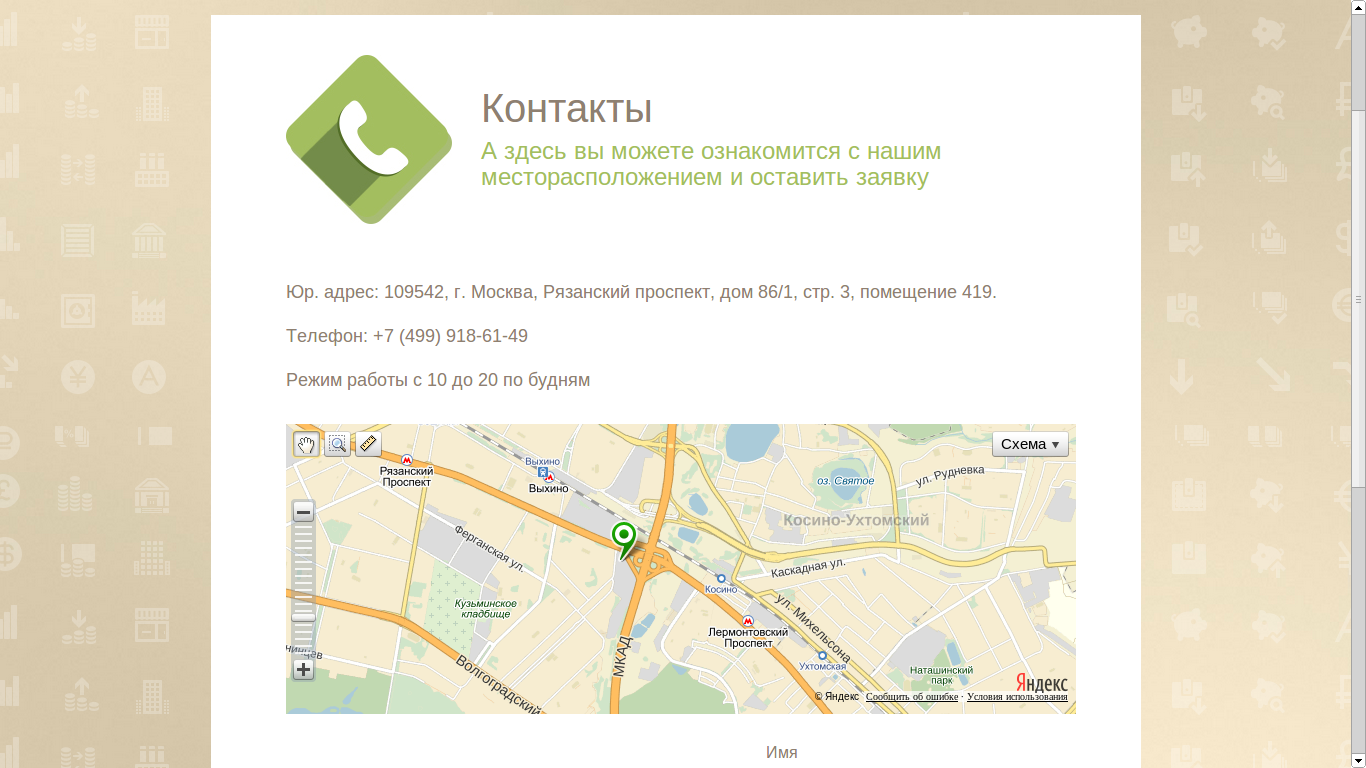 Контакты
А здесь вы можете ознакомится с нашим
месторасположением и оставить заявку
Юр. адрес: 109542, г. Москва, Рязанский проспект, дом 86/1, стр. 3, помещение 419.
Телефон: +7 (499) 918-61-49
Режим работы с 10 до 20 по будням
Схема
Рязанский
Проспект
Выхино
Выхино
оз. Святое
ул. Рудневка
Косино-Ухтомский
Ферганская ул.
Каскадная ул.
Косино
Кузьминское
кладбище
ул. Михельсона
Лермонтовский
Проспект
МКАД
Ухтомская
Волгоградский
Наташинский
парк
Яндекс
© Яндекс Сообщить об ошибке · Условия использования
Имя